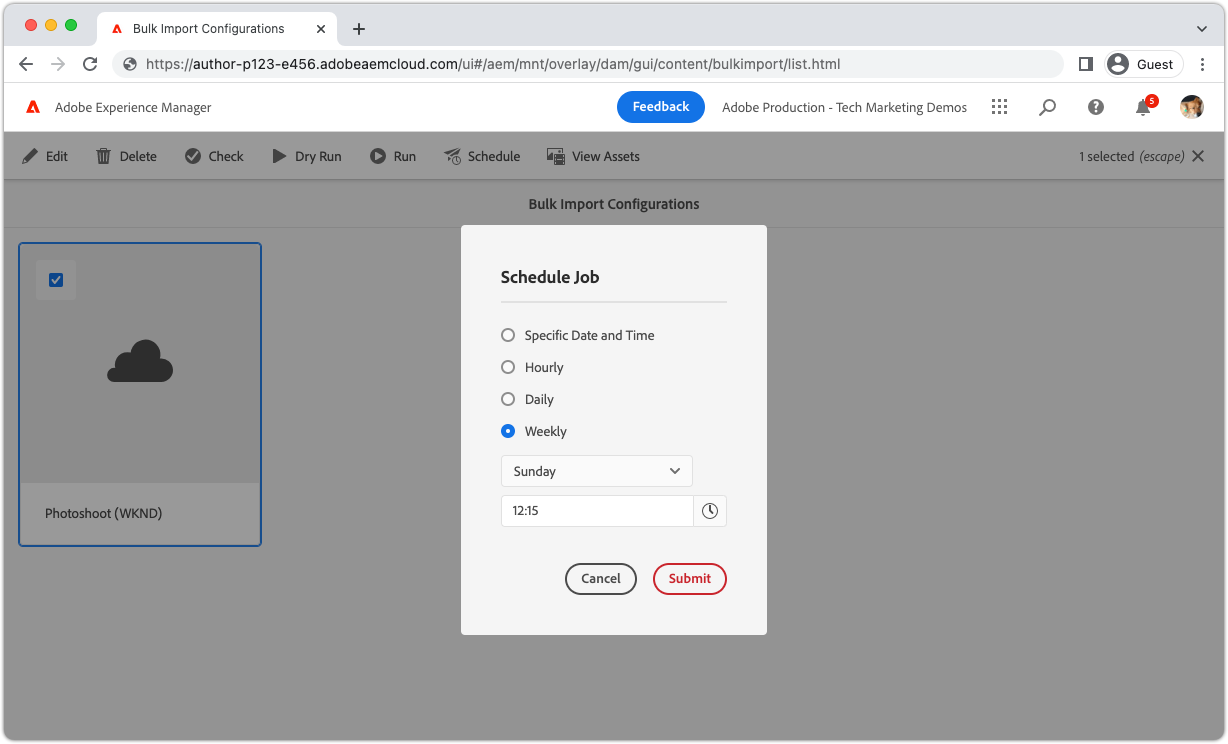 Bulk Import Configurations
https://author-p123-e456.adobeaemcloud.com/ui#/aem/mnt/overlay/dam/gui/content/bulkimport/list.html
Guest
Adobe Experience Manager
Feedback
Adobe Production - Tech Marketing Demos
5
Edit
Delete
Check
Dry Run
Run
Schedule
View Assets
1 selected (escape)
Bulk Import Configurations
Photoshoot (WKND)
Schedule Job
Specific Date and Time
Hourly
Daily
Weekly
Sunday
12:15
Cancel
Submit